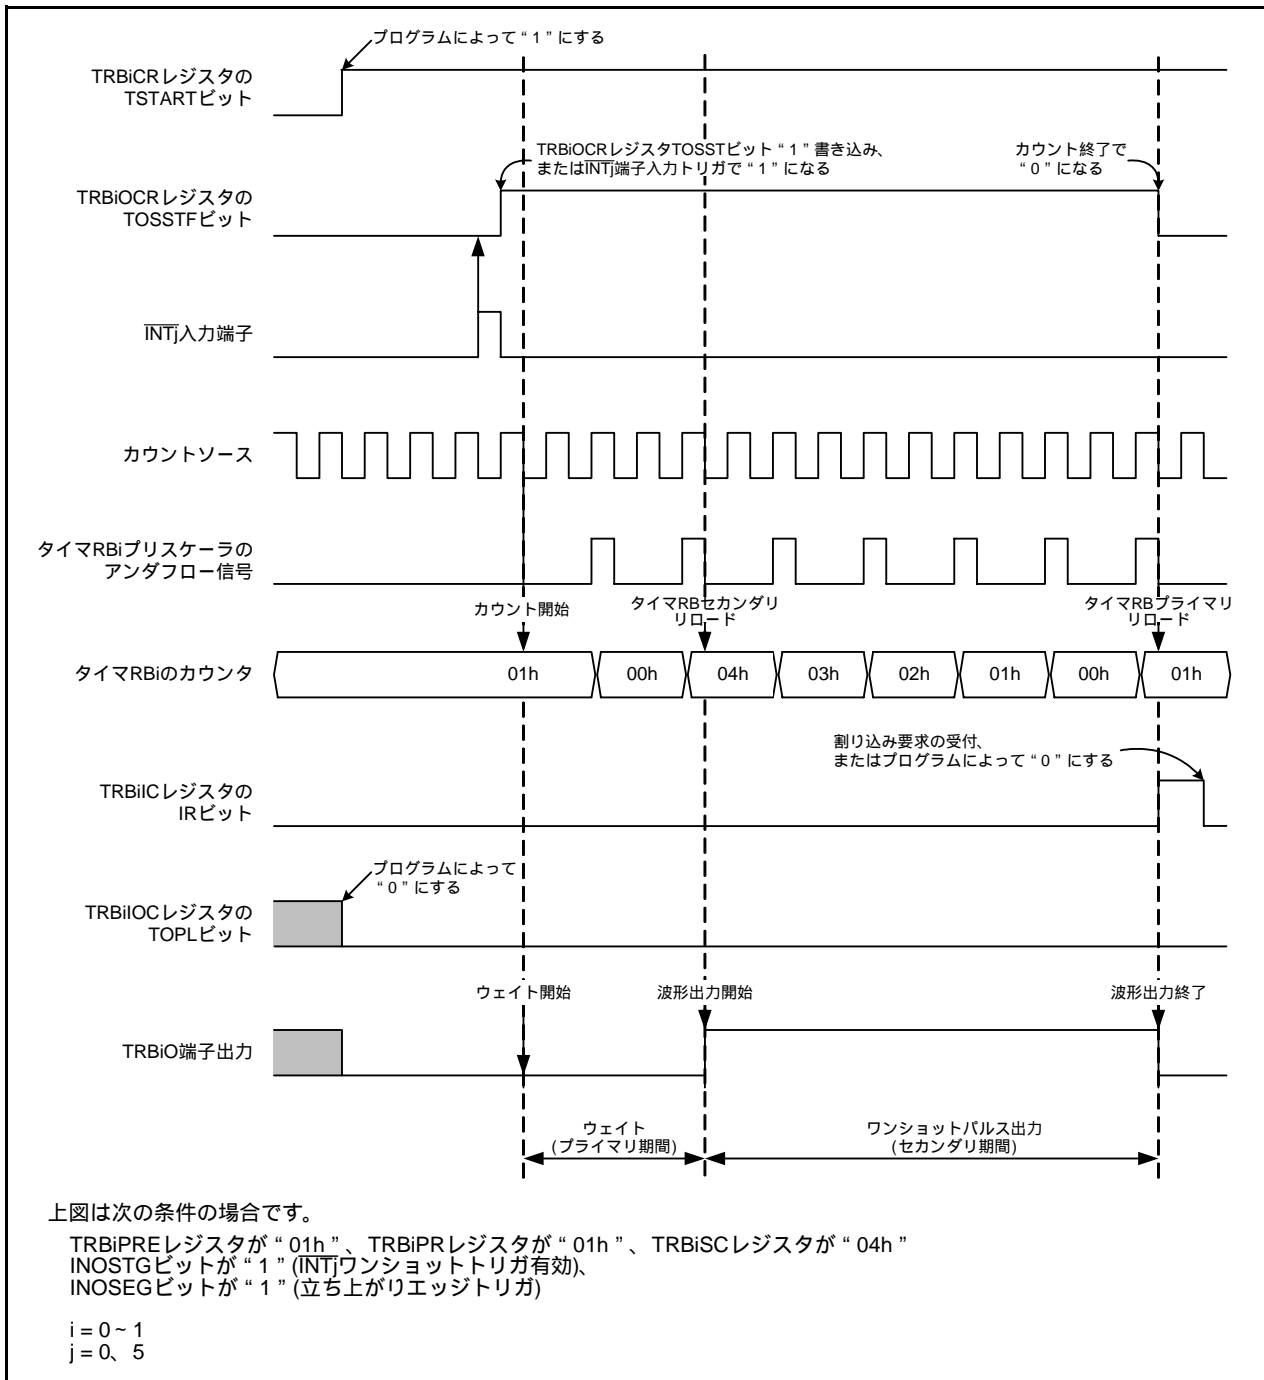 プログラムによって“1”にする
TRBiCRレジスタの
TSTARTビット
TRBiOCRレジスタTOSSTビット“1”書き込み、
またはINTj端子入力トリガで“1”になる
カウント終了で
“0”になる
TRBiOCRレジスタの
TOSSTFビット
INTj入力端子
カウントソース
タイマRBiプリスケーラの
アンダフロー信号
カウント開始
タイマRBセカンダリ
リロード
タイマRBプライマリ
リロード
タイマRBiのカウンタ
01h 00h 04h 03h 02h 01h 00h 01h
割り込み要求の受付、
またはプログラムによって“0”にする
TRBiICレジスタの
IRビット
プログラムによって
“0”にする
TRBiIOCレジスタの
TOPLビット
ウェイト開始 波形出力開始 波形出力終了
TRBiO端子出力
ウェイト
(プライマリ期間)
ワンショットパルス出力
(セカンダリ期間)
上図は次の条件の場合です。
TRBiPREレジスタが“01h”、TRBiPRレジスタが“01h”、TRBiSCレジスタが“04h”
INOSTGビットが“1”(INTjワンショットトリガ有効)、
INOSEGビットが“1”(立ち上がりエッジトリガ)
i = 0 ~ 1
j = 0、5